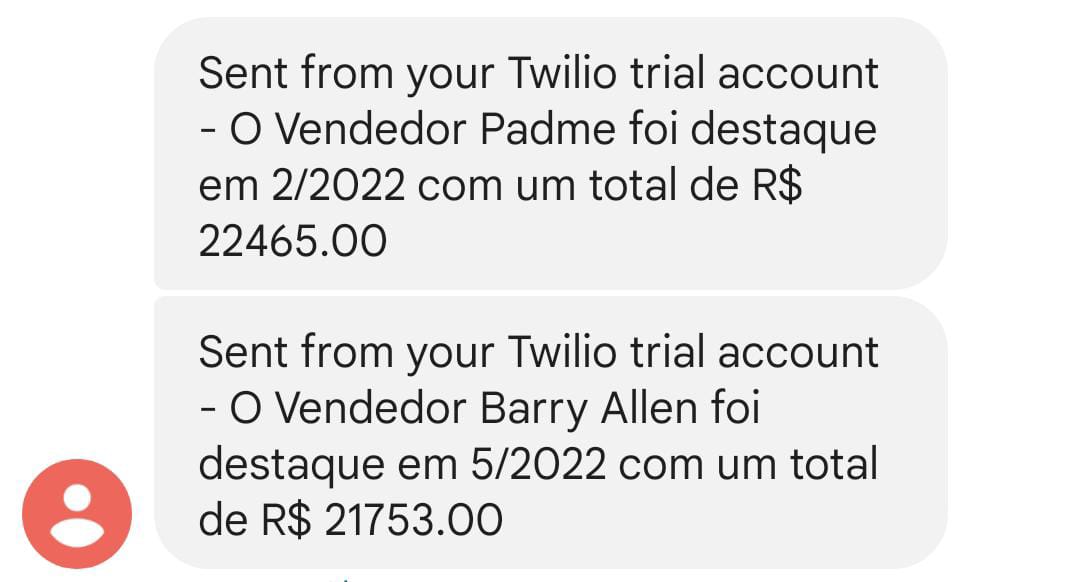 Sent from your Twilio trial account
- O Vendedor Padme foi destaque
em 2/2022 com um total de R$
22465.00
Sent from your Twilio trial account
- O Vendedor Barry Allen foi
destaque em 5/2022 com um total
de R$ 21753.00